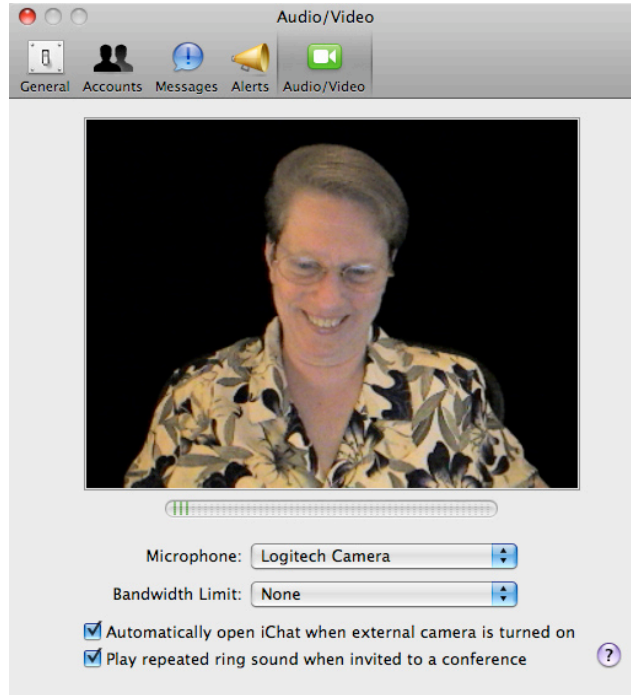 Audio/Video
General Accounts Messages Alerts Audio/Video
Microphone: Logitech Camera
Bandwidth Limit: None
Automatically open iChat when external camera is turned on
Play repeated ring sound when invited to a conference ?